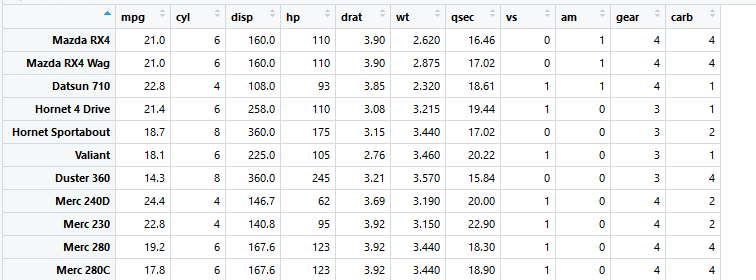 mpg cyl disp hp drat wt qsec vs am gear carb
Mazda RX4 21.0 6 160.0 110 3.90 2.620 16.46 0 1 4 4
Mazda RX4 Wag 21.0 6 160.0 110 3.90 2.875 17.02 0 1 4 4
Datsun 710 22.8 4 108.0 93 3.85 2.320 18.61 1 1 4 1
Hornet 4 Drive 21.4 6 258.0 110 3.08 3.215 19.44 1 0 3 1
Hornet Sportabout 18.7 8 360.0 175 3.15 3.440 17.02 0 0 3 2
Valiant 18.1 6 225.0 105 2.76 3.460 20.22 1 0 3 1
Duster 360 14.3 8 360.0 245 3.21 3.570 15.84 0 0 3 4
Merc 240D 24.4 4 146.7 62 3.69 3.190 20.00 1 0 4 2
Merc 230 22.8 4 140.8 95 3.92 3.150 22.90 1 0 4 2
Merc 280 19.2 6 167.6 123 3.92 3.440 18.30 1 0 4 4
Merc 280C 17.8 6 167.6 123 3.92 3.440 18.90 1 0 4 4